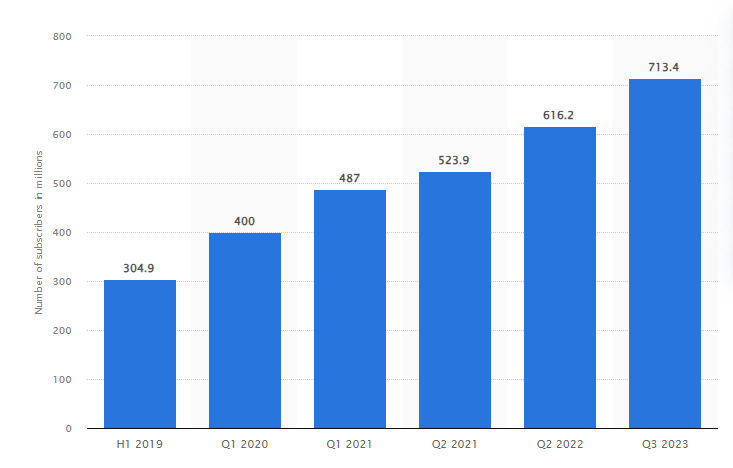 Number of subscribers in millions
800
700
600
500
400
300
200
100
0
304.9
400
487
523.9
616.2
713.4
H1 2019
Q1 2020
Q1 2021
Q2 2021
Q2 2022
Q3 2023